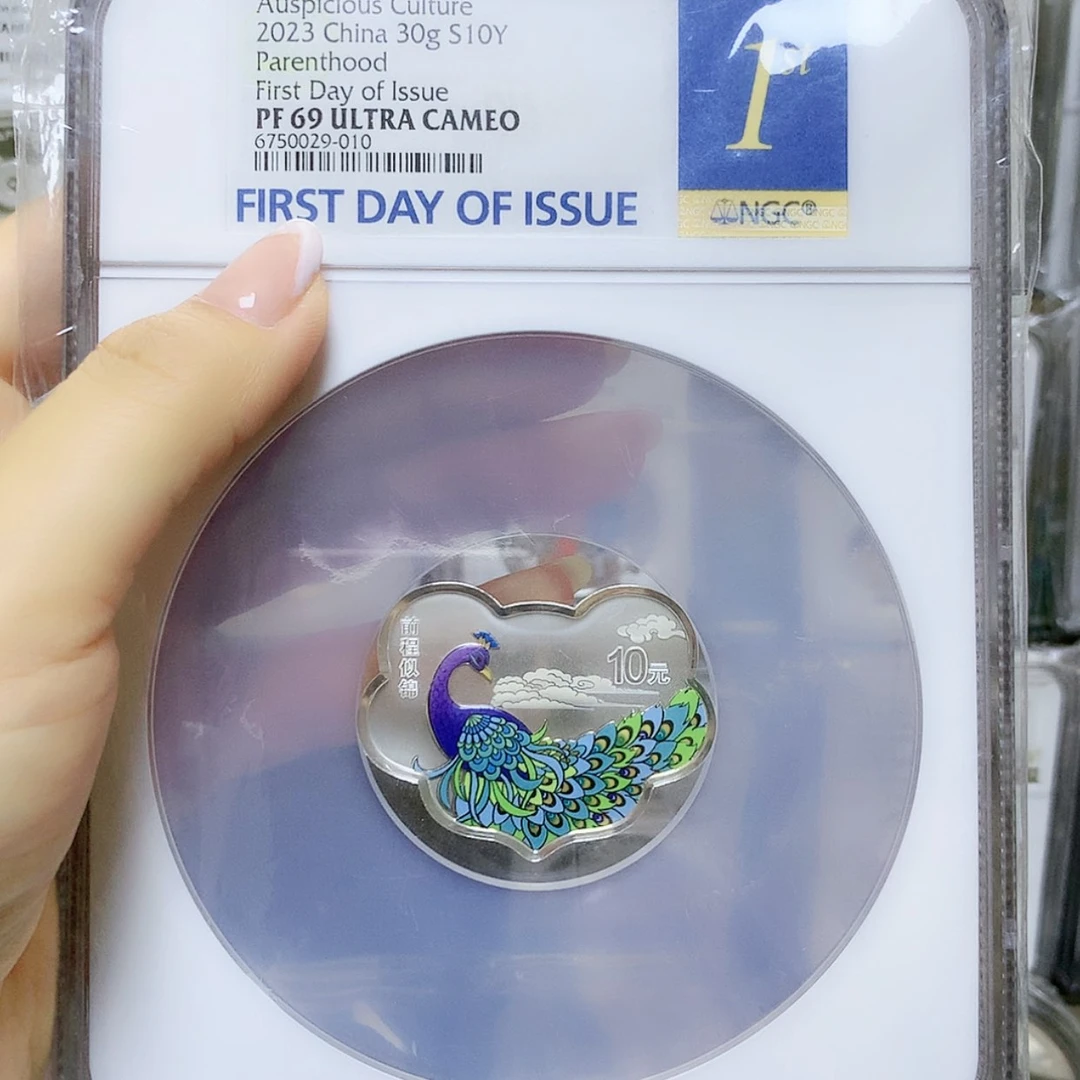 Auspicious Culture
2023 China 30g S10Y
Parenthood
First Day of Issue
PF 69 ULTRA CAMEO
6750029-010
FIRST DAY OF ISSUE
1st
NGC®
前程似锦
10元